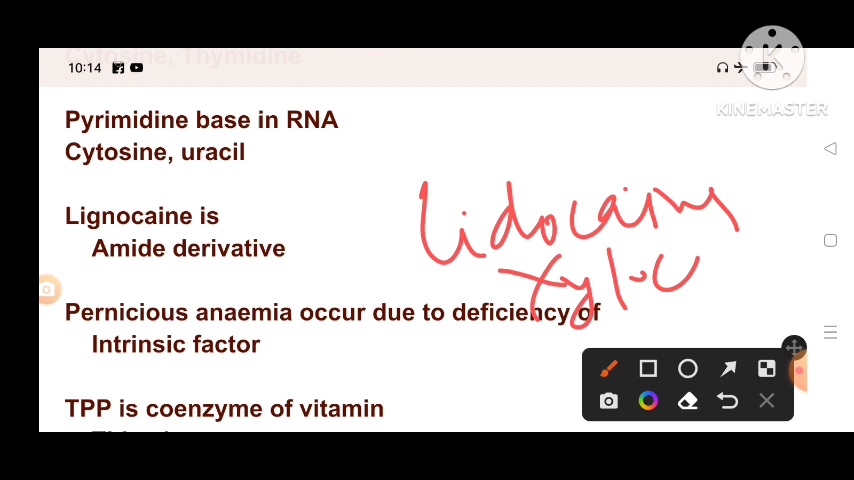 Cytosine, Thymidine
10:14
KINEMASTER
Pyrimidine base in RNA
Cytosine, uracil
Lignocaine is
Amide derivative
Lidocaine
xyloc
Pernicious anaemia occur due to deficiency of
Intrinsic factor
TPP is coenzyme of vitamin